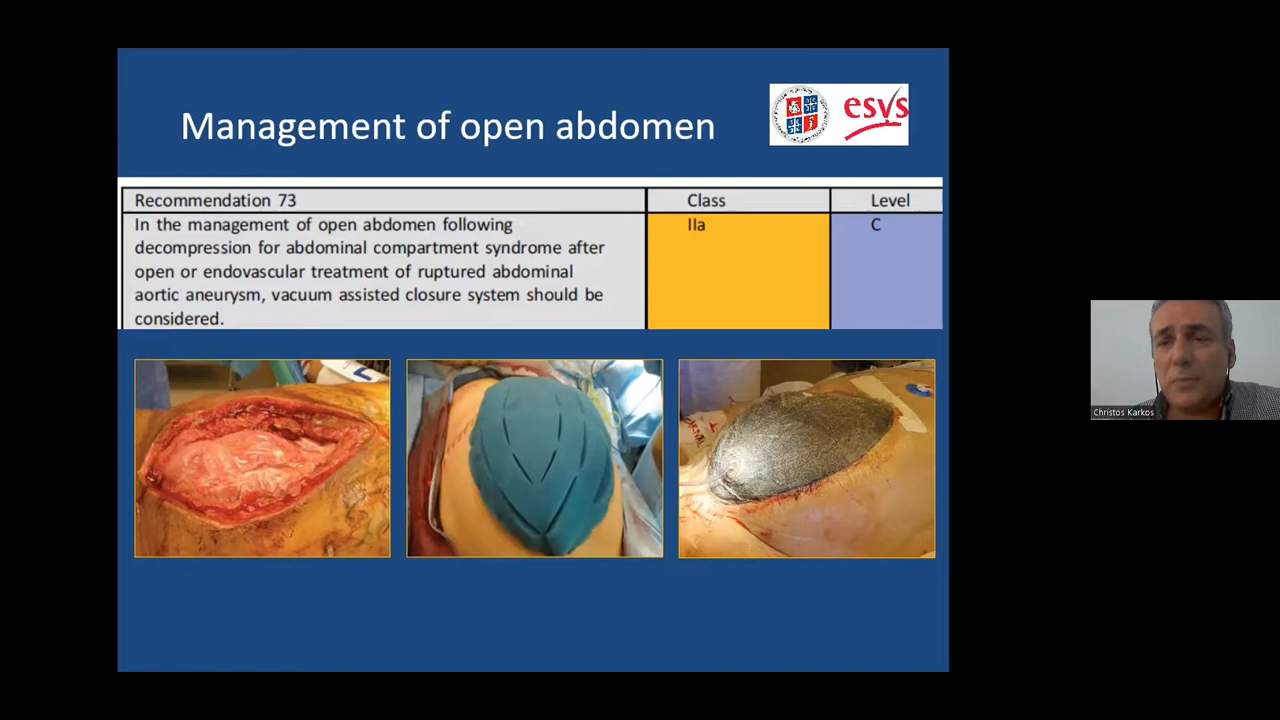 Management of open abdomen
esvs
Recommendation 73
Class
Level
In the management of open abdomen following
decompression for abdominal compartment syndrome after
open or endovascular treatment of ruptured abdominal
aortic aneurysm, vacuum assisted closure system should be
considered.
IIa
C
Christos Karkos